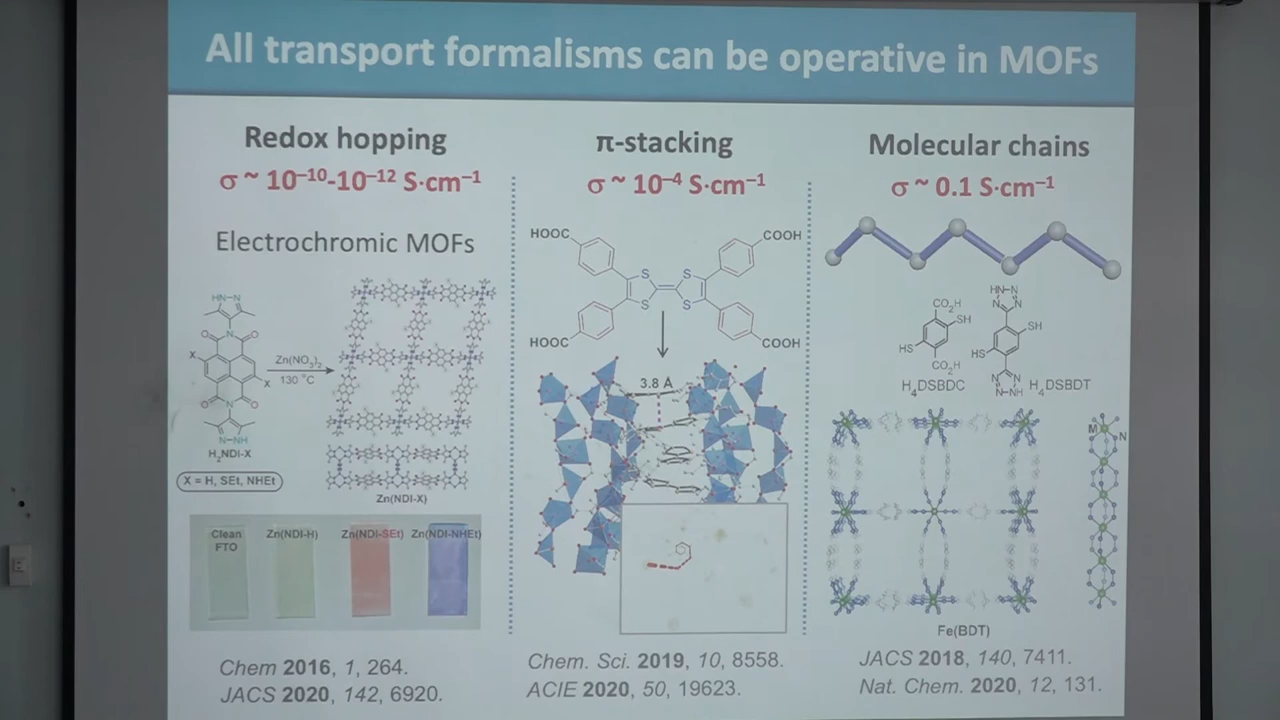 All transport formalisms can be operative in MOFs
Redox hopping
σ ~ 10⁻¹⁰-10⁻¹² S·cm⁻¹
Electrochromic MOFs
HN–N
N
O
O
X
X
O
O
N
N–NH
H₂NDI-X
Zn(NO₃)₂
130 °C
X = H, SEt, NHEt
Zn(NDI-X)
Clean FTO
Zn(NDI-H)
Zn(NDI-SEt)
Zn(NDI-NHEt)
Chem 2016, 1, 264.
JACS 2020, 142, 6920.
π-stacking
σ ~ 10⁻⁴ S·cm⁻¹
HOOC
COOH
S
S
S
S
HOOC
COOH
3.8 Å
Chem. Sci. 2019, 10, 8558.
ACIE 2020, 50, 19623.
Molecular chains
σ ~ 0.1 S·cm⁻¹
CO₂H
SH
HS
CO₂H
H₄DSBDC
HN–N
N
N
SH
HS
N
N
N–NH
H₄DSBDT
M
N
Fe(BDT)
JACS 2018, 140, 7411.
Nat. Chem. 2020, 12, 131.